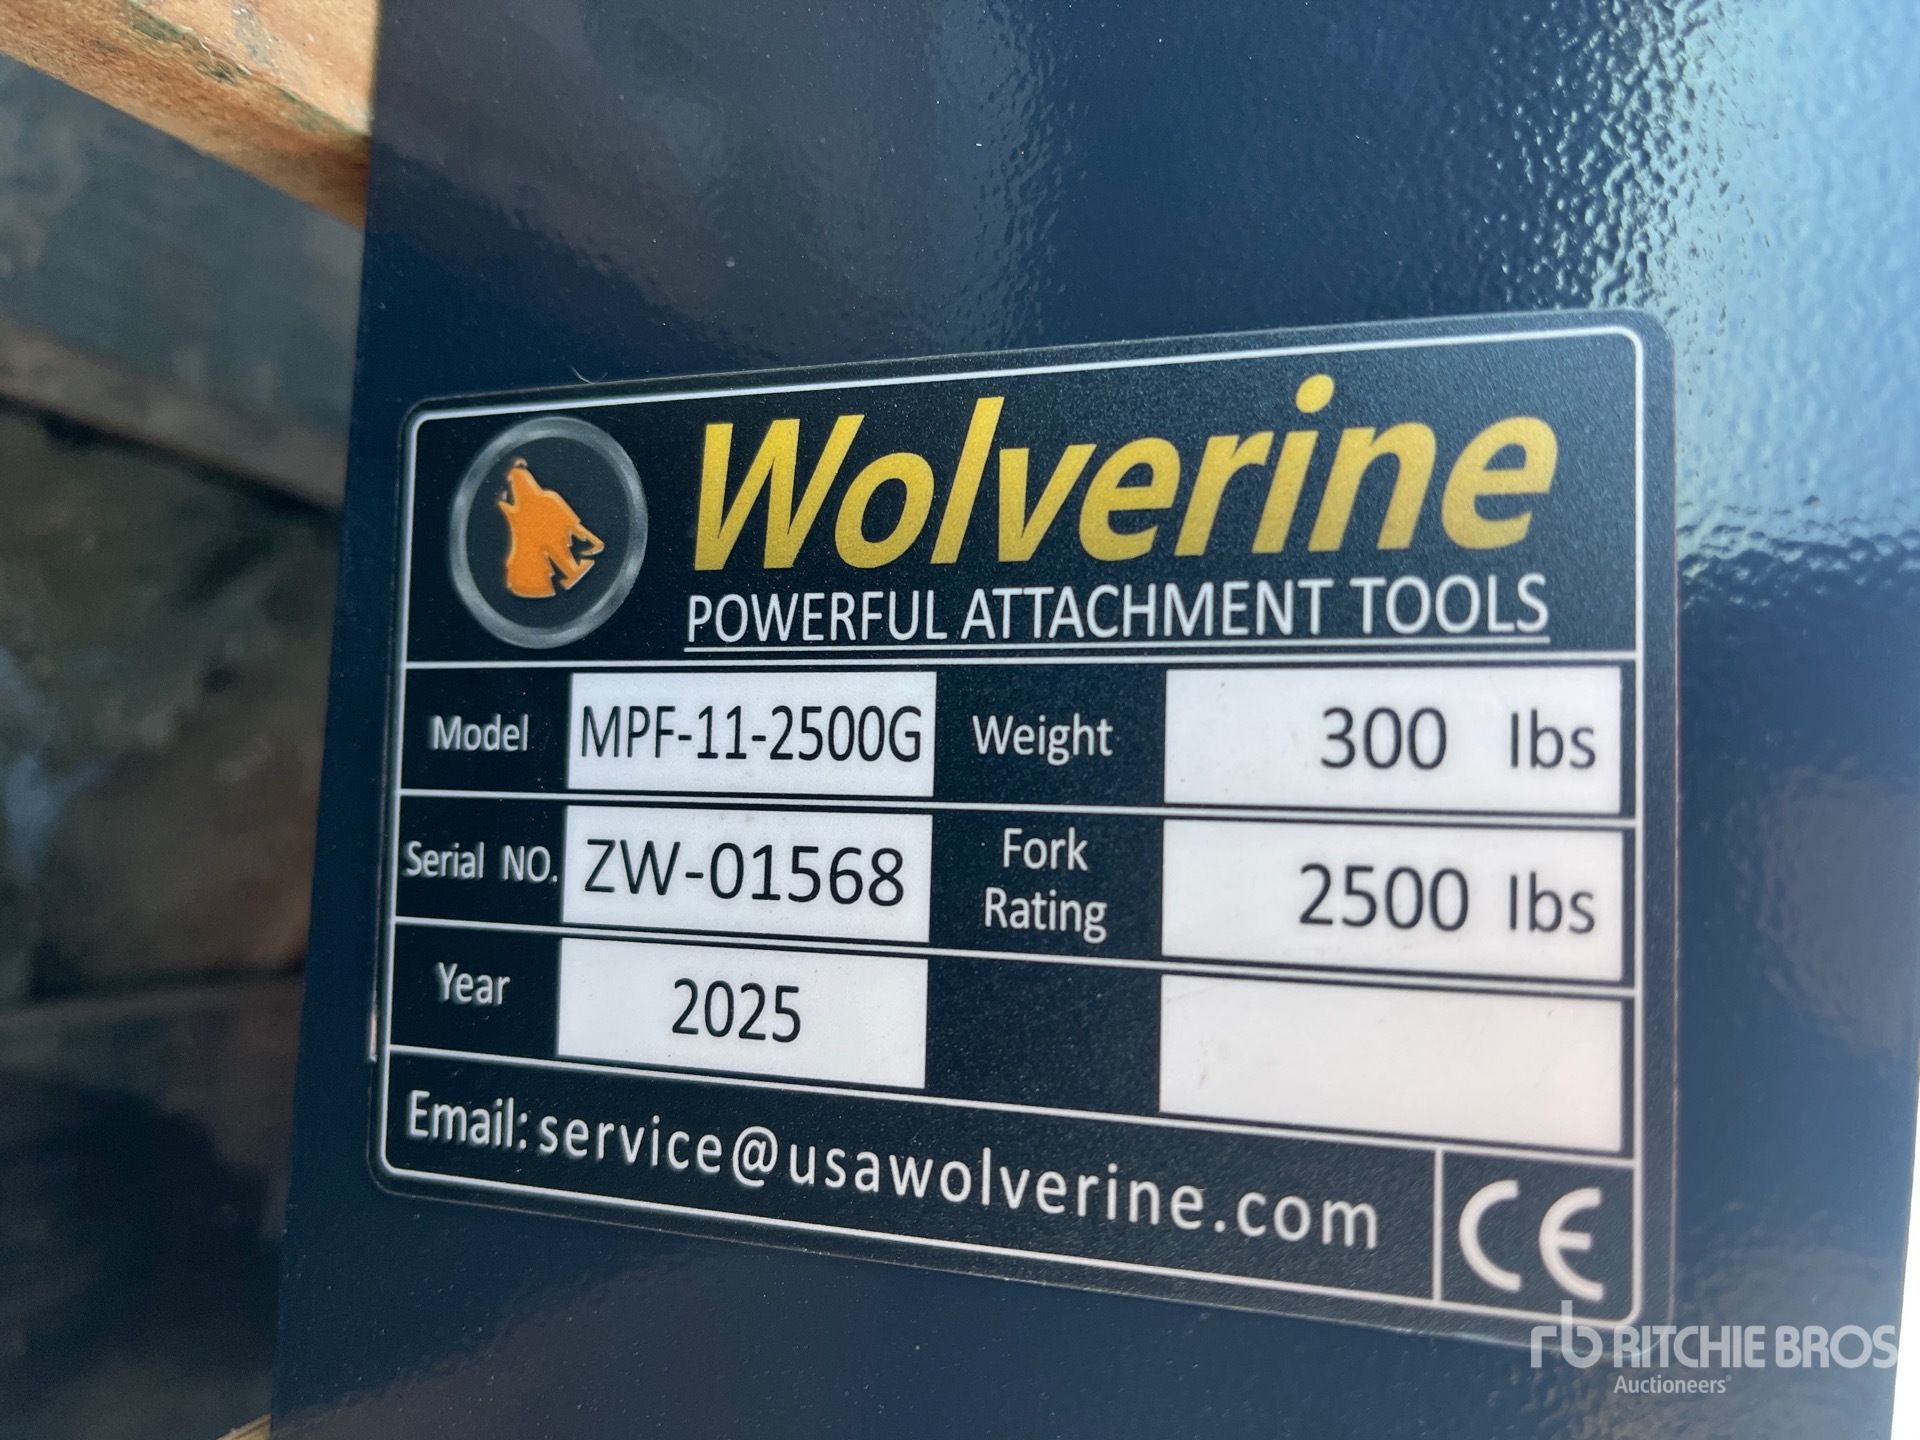 Wolverine
POWERFUL ATTACHMENT TOOLS
Model MPF-11-2500G Weight 300 lbs
Serial NO. ZW-01568 Fork Rating 2500 lbs
Year 2025
Email: service@usawolverine.com CE
rb RITCHIE BROS
Auctioneers